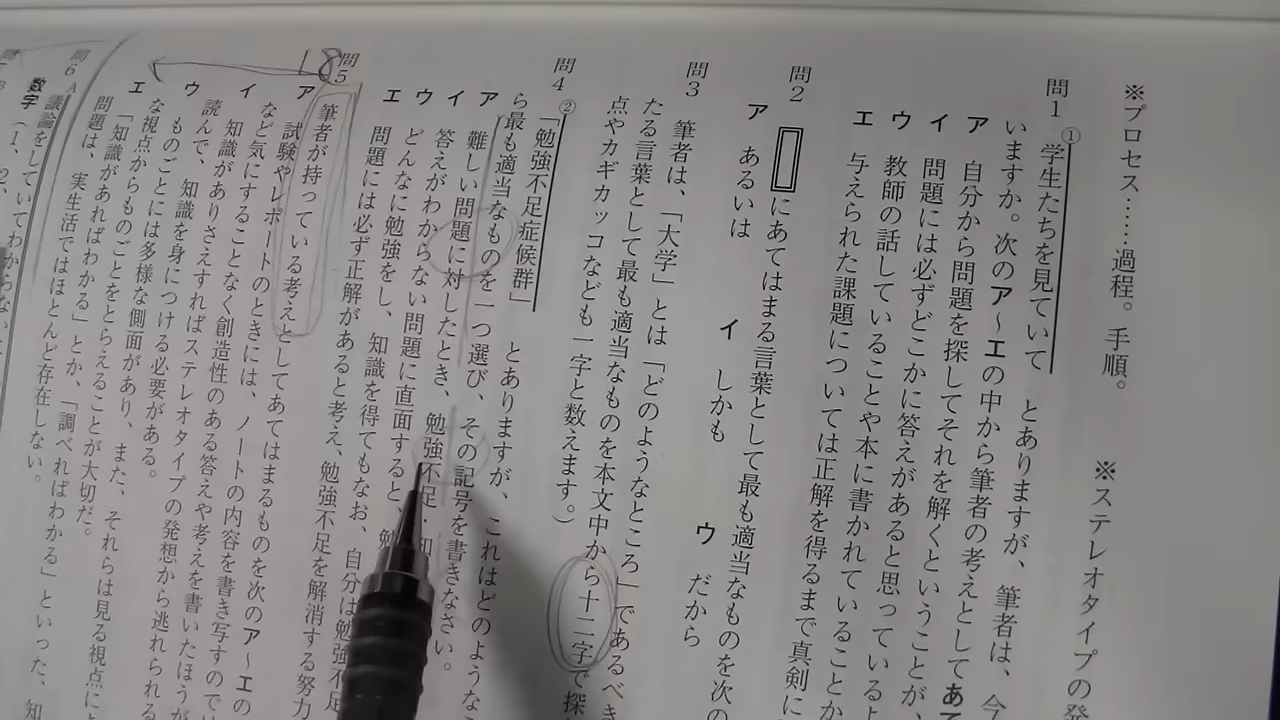 ※プロセス……過程。手順。
※ステレオタイプの発
問1 ①学生たちを見ていて とありますが、筆者は、今
いますか。次のア～エの中から筆者の考えとしてあて
ア 自分から問題を探してそれを解くということが、
イ 問題には必ずどこかに答えがあると思っているよ
ウ 教師の話していることや本に書かれていることか
エ 与えられた課題については正解を得るまで真剣に
問2 にあてはまる言葉として最も適当なものを次の
ア あるいは イ しかも ウ だから
問3 筆者は、「大学」とは「どのようなところ」であるべき
たる言葉として最も適当なものを本文中から十二字で探
点やカギカッコなども一字と数えます。)
問4 ②「勉強不足症候群」 とありますが、これはどのようなこ
ら最も適当なものを一つ選び、その記号を書きなさい。
ア 難しい問題に対したとき、勉強不足
イ 答えがわからない問題に直面すると、勉
ウ どんなに勉強をし、知識を得てもなお、自分は勉強不足
エ 問題には必ず正解があると考え、勉強不足を解消する努力
18
問5 筆者が持っている考えとしてあてはまるものを次のア～エの
ア 試験やレポートのときには、ノートの内容を書き写すので
など気にすることなく創造性のある答えや考えを書いたほうが
イ 知識がありさえすればステレオタイプの発想から逃れられる
読んで、知識を身につける必要がある。
ウ ものごとには多様な側面があり、また、それらは見る視点に
な視点からものごとをとらえることが大切だ。
エ 「知識があればわかる」とか、「調べればわかる」といった、知
問題は、実生活ではほとんど存在しない。
問6 A 議論をしていてわからない
数字(1、2、